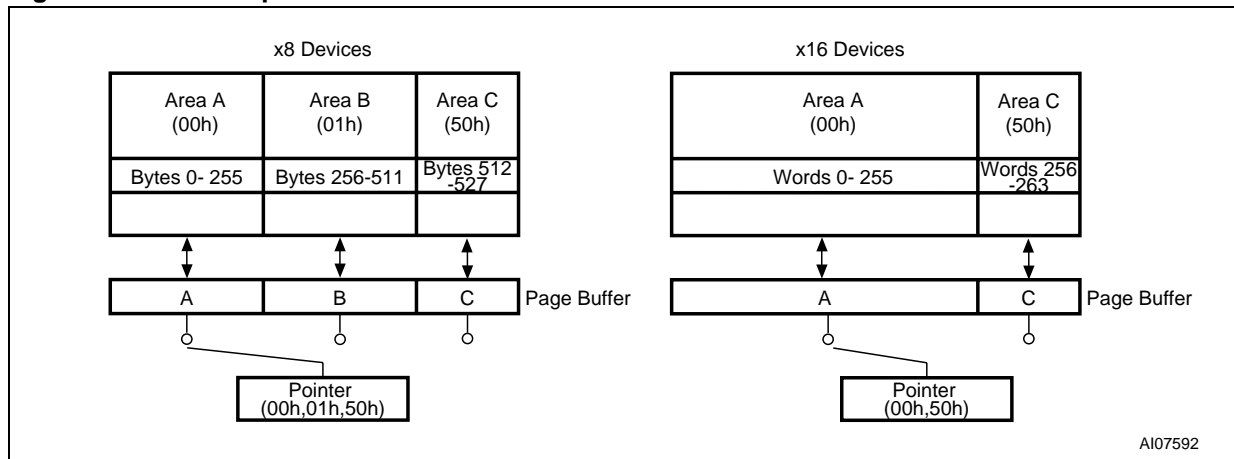 x8 Devices
Area A
(00h)
Area B
(01h)
Area C
(50h)
Bytes 0- 255
Bytes 256-511
Bytes 512
-527
A
B
C
Page Buffer
Pointer
(00h,01h,50h)
x16 Devices
Area A
(00h)
Area C
(50h)
Words 0- 255
Words 256
-263
A
C
Page Buffer
Pointer
(00h,50h)
AI07592